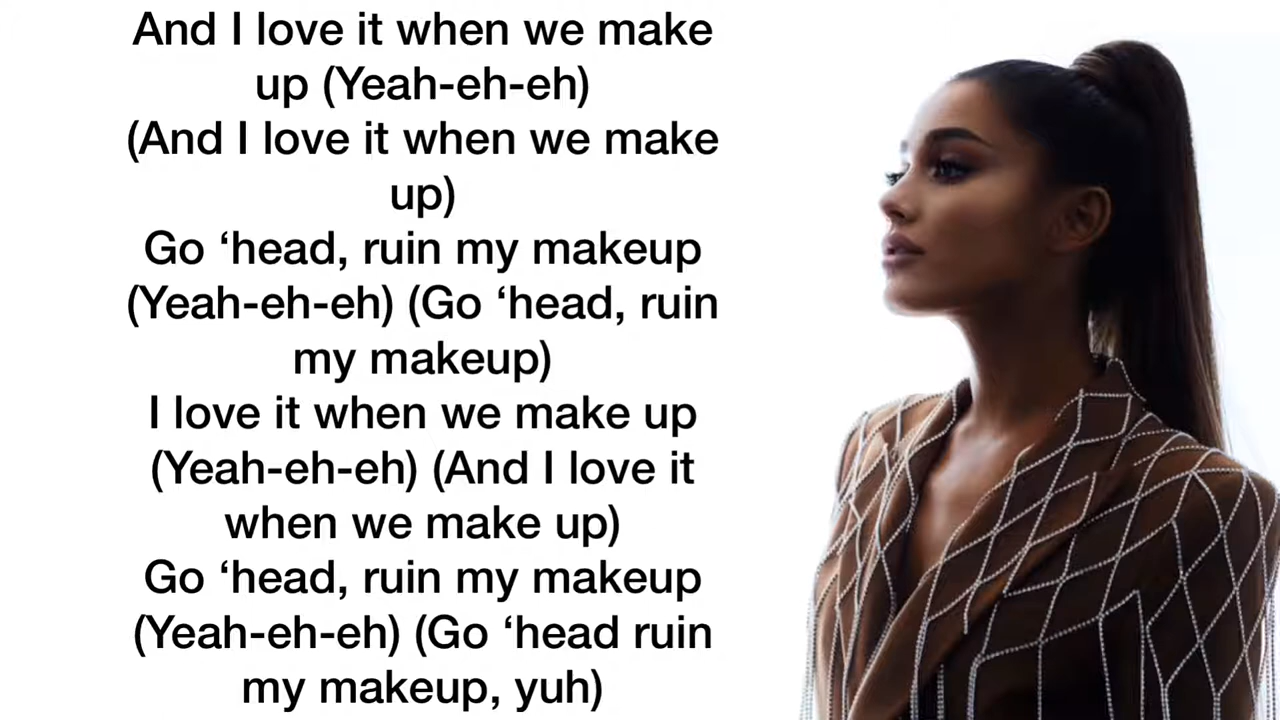 And I love it when we make
up (Yeah-eh-eh)
(And I love it when we make
up)
Go ‘head, ruin my makeup
(Yeah-eh-eh) (Go ‘head, ruin
my makeup)
I love it when we make up
(Yeah-eh-eh) (And I love it
when we make up)
Go ‘head, ruin my makeup
(Yeah-eh-eh) (Go ‘head ruin
my makeup, yuh)